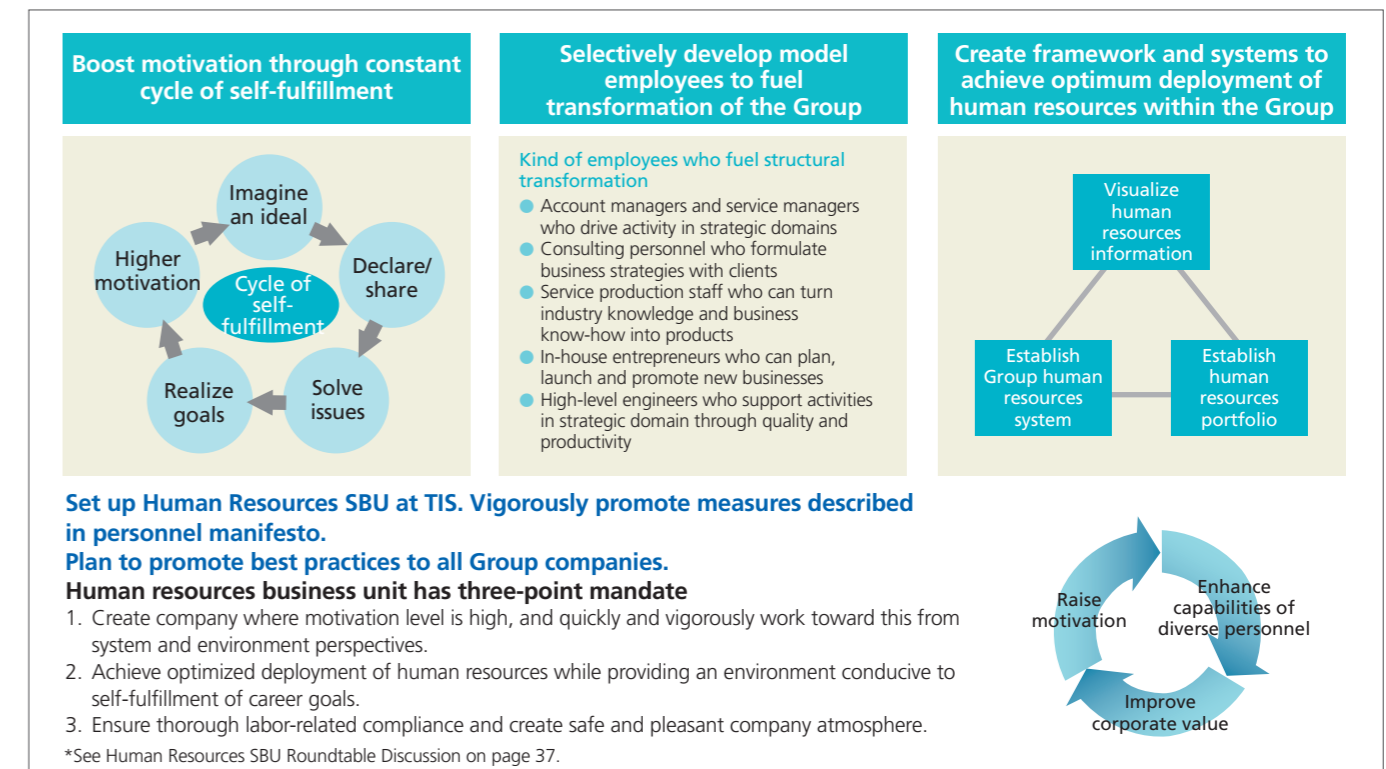 Boost motivation through constant
cycle of self-fulfillment
Selectively develop model
employees to fuel
transformation of the Group
Create framework and systems to
achieve optimum deployment of
human resources within the Group
Imagine
an ideal
Declare/
share
Solve
issues
Realize
goals
Higher
motivation
Cycle of
self-
fulfillment
Kind of employees who fuel structural
transformation
● Account managers and service managers
who drive activity in strategic domains
● Consulting personnel who formulate
business strategies with clients
● Service production staff who can turn
industry knowledge and business
know-how into products
● In-house entrepreneurs who can plan,
launch and promote new businesses
● High-level engineers who support activities
in strategic domain through quality and
productivity
Visualize
human
resources
information
Establish
Group human
resources
system
Establish
human
resources
portfolio
Set up Human Resources SBU at TIS. Vigorously promote measures described
in personnel manifesto.
Plan to promote best practices to all Group companies.
Human resources business unit has three-point mandate
1. Create company where motivation level is high, and quickly and vigorously work toward this from
system and environment perspectives.
2. Achieve optimized deployment of human resources while providing an environment conducive to
self-fulfillment of career goals.
3. Ensure thorough labor-related compliance and create safe and pleasant company atmosphere.
*See Human Resources SBU Roundtable Discussion on page 37.
Raise
motivation
Enhance
capabilities of
diverse personnel
Improve
corporate value